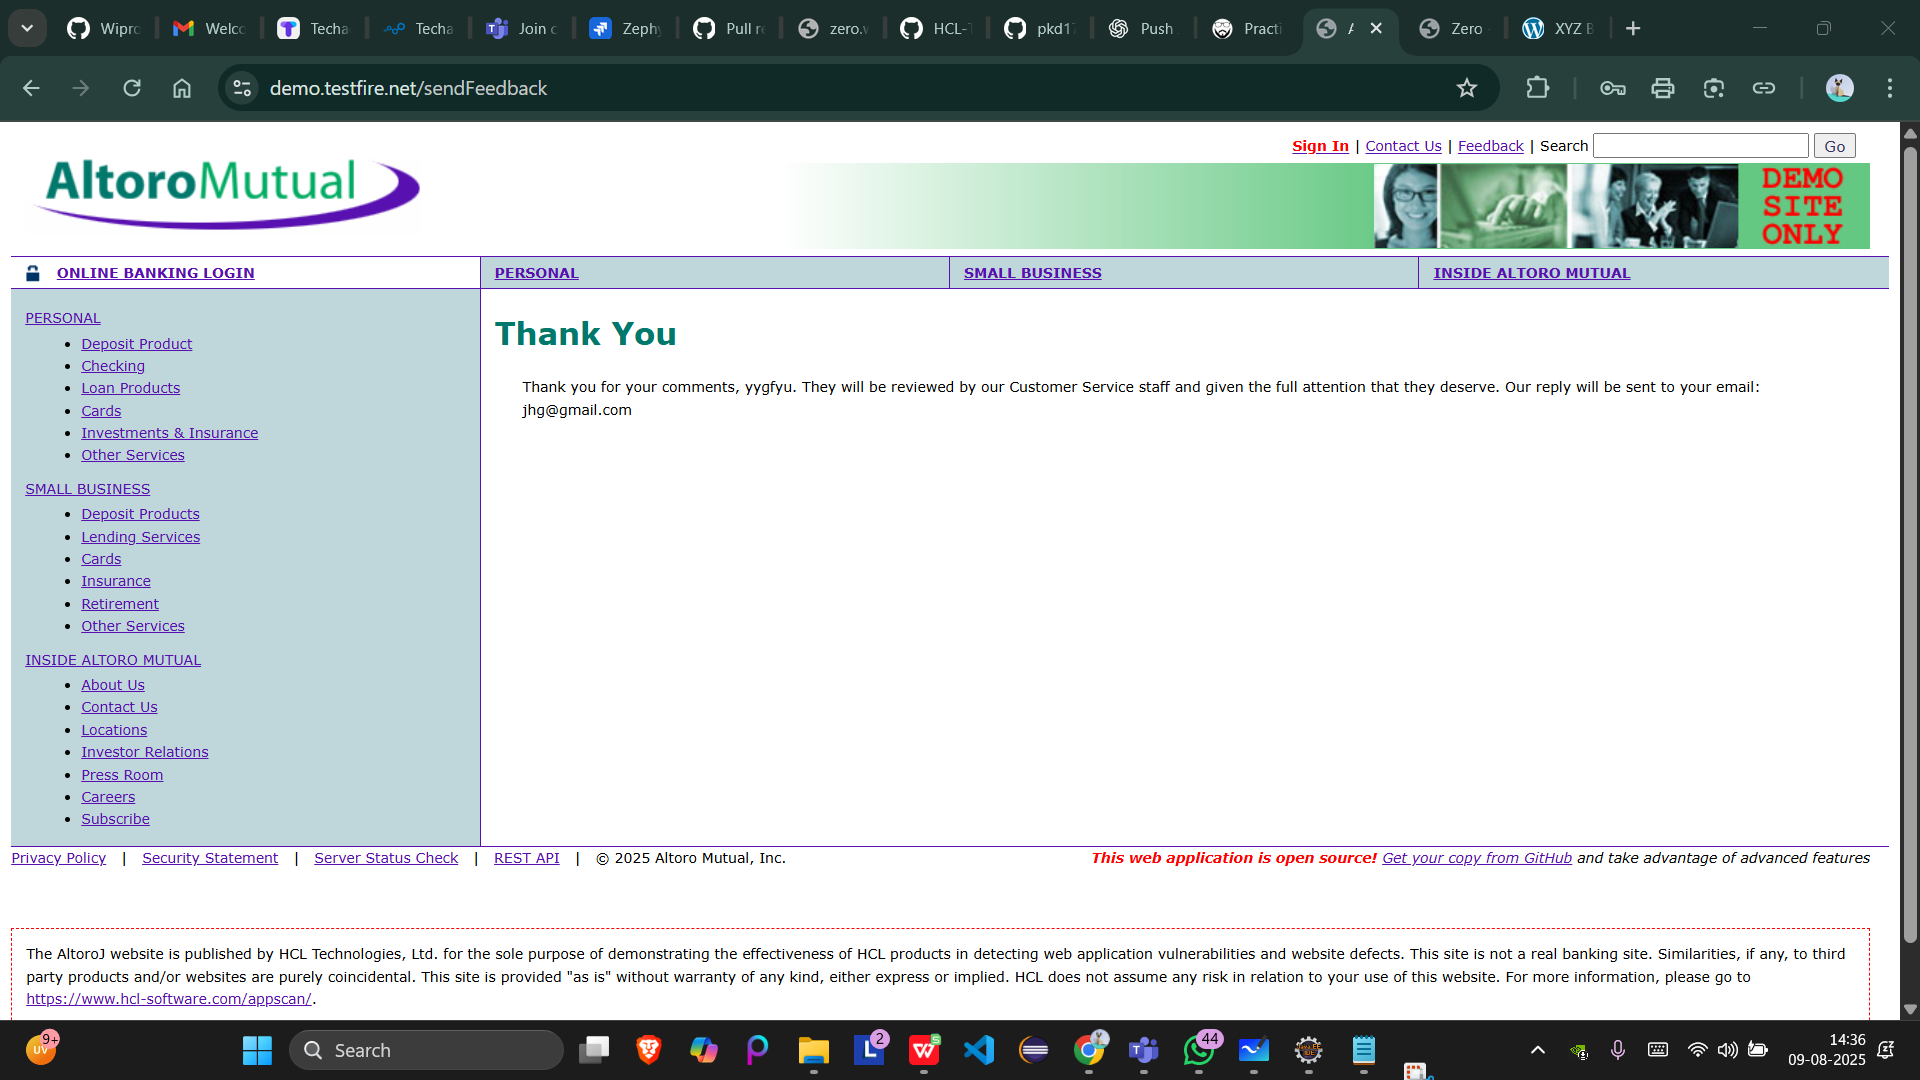 Wipro
Welco
Techa
Techa
Join c
Zephy
Pull re
zero.w
HCL-T
pkd17
Push
Practi
A
Zero
XYZ B
demo.testfire.net/sendFeedback
Sign In | Contact Us | Feedback | Search Go
AltoroMutual
DEMO
SITE
ONLY
ONLINE BANKING LOGIN
PERSONAL
SMALL BUSINESS
INSIDE ALTORO MUTUAL
PERSONAL
Deposit Product
Checking
Loan Products
Cards
Investments & Insurance
Other Services
SMALL BUSINESS
Deposit Products
Lending Services
Cards
Insurance
Retirement
Other Services
INSIDE ALTORO MUTUAL
About Us
Contact Us
Locations
Investor Relations
Press Room
Careers
Subscribe
Thank You
Thank you for your comments, yygfyu. They will be reviewed by our Customer Service staff and given the full attention that they deserve. Our reply will be sent to your email:
jhg@gmail.com
Privacy Policy | Security Statement | Server Status Check | REST API | © 2025 Altoro Mutual, Inc.
This web application is open source! Get your copy from GitHub and take advantage of advanced features
The AltoroJ website is published by HCL Technologies, Ltd. for the sole purpose of demonstrating the effectiveness of HCL products in detecting web application vulnerabilities and website defects. This site is not a real banking site. Similarities, if any, to third
party products and/or websites are purely coincidental. This site is provided "as is" without warranty of any kind, either express or implied. HCL does not assume any risk in relation to your use of this website. For more information, please go to
https://www.hcl-software.com/appscan/.
9+
UV
Search
2
44
14:36
09-08-2025